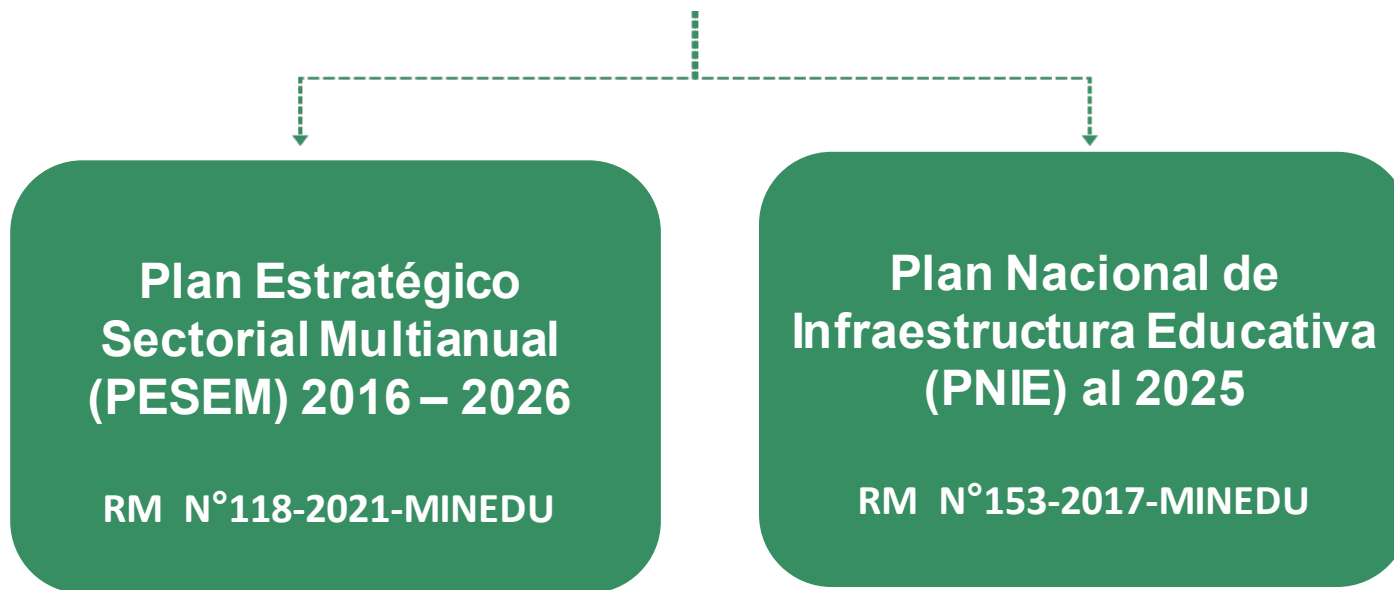 Plan Estratégico
Sectorial Multianual
(PESEM) 2016 – 2026
RM N°118-2021-MINEDU
Plan Nacional de
Infraestructura Educativa
(PNIE) al 2025
RM N°153-2017-MINEDU